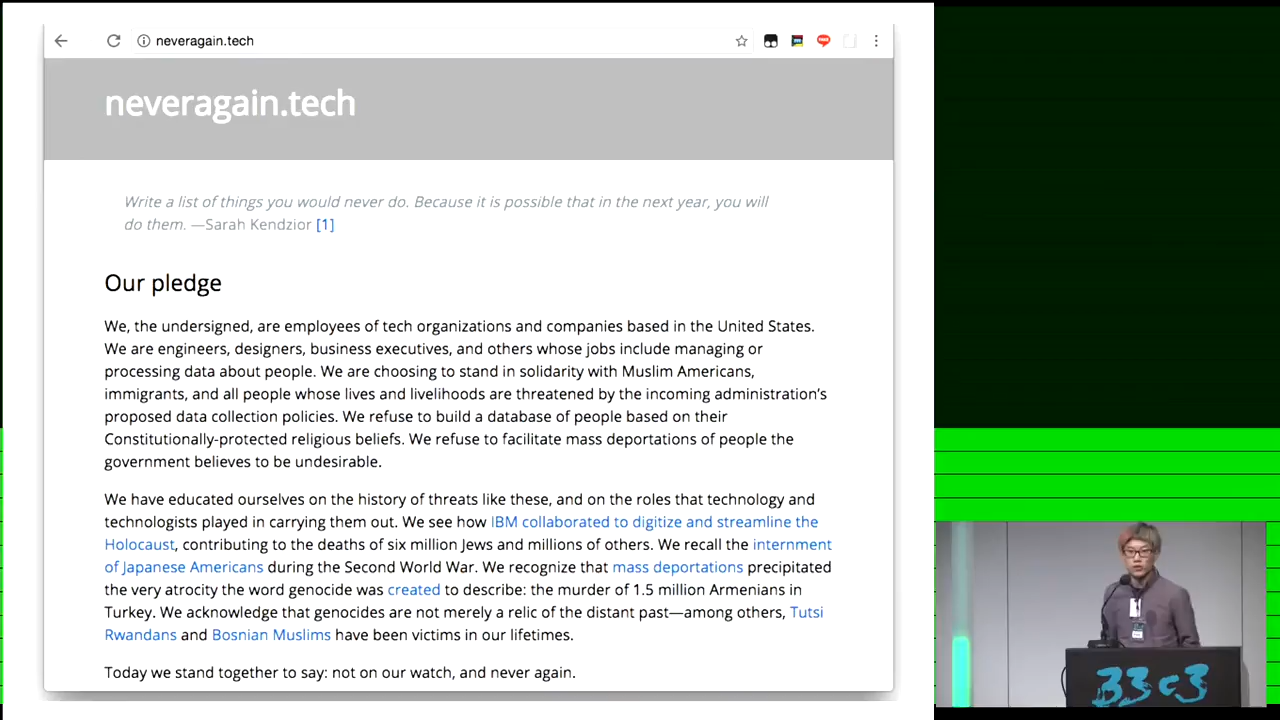 neveragain.tech
neveragain.tech
Write a list of things you would never do. Because it is possible that in the next year, you will
do them. —Sarah Kendzior [1]
Our pledge
We, the undersigned, are employees of tech organizations and companies based in the United States.
We are engineers, designers, business executives, and others whose jobs include managing or
processing data about people. We are choosing to stand in solidarity with Muslim Americans,
immigrants, and all people whose lives and livelihoods are threatened by the incoming administration's
proposed data collection policies. We refuse to build a database of people based on their
Constitutionally-protected religious beliefs. We refuse to facilitate mass deportations of people the
government believes to be undesirable.
We have educated ourselves on the history of threats like these, and on the roles that technology and
technologists played in carrying them out. We see how IBM collaborated to digitize and streamline the
Holocaust, contributing to the deaths of six million Jews and millions of others. We recall the internment
of Japanese Americans during the Second World War. We recognize that mass deportations precipitated
the very atrocity the word genocide was created to describe: the murder of 1.5 million Armenians in
Turkey. We acknowledge that genocides are not merely a relic of the distant past—among others, Tutsi
Rwandans and Bosnian Muslims have been victims in our lifetimes.
Today we stand together to say: not on our watch, and never again.
33c3